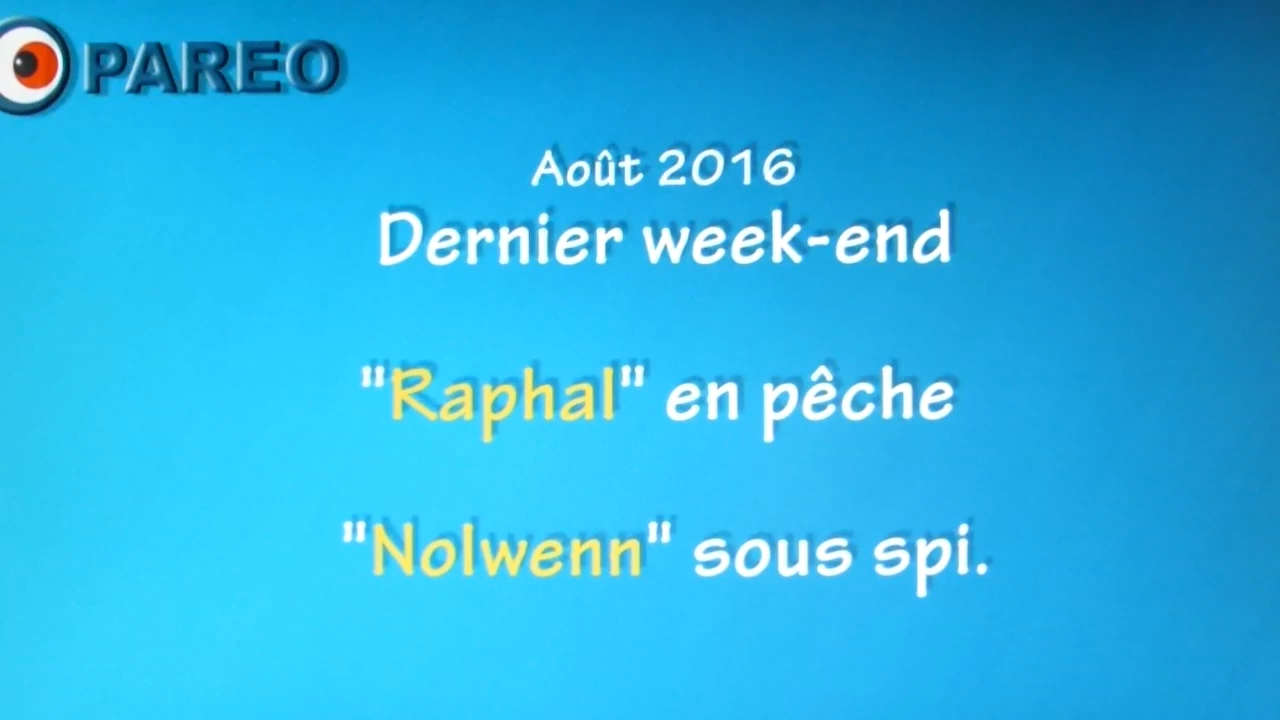 PAREO
Août 2016
Dernier week-end
"Raphal" en pêche
"Nolwenn" sous spi.